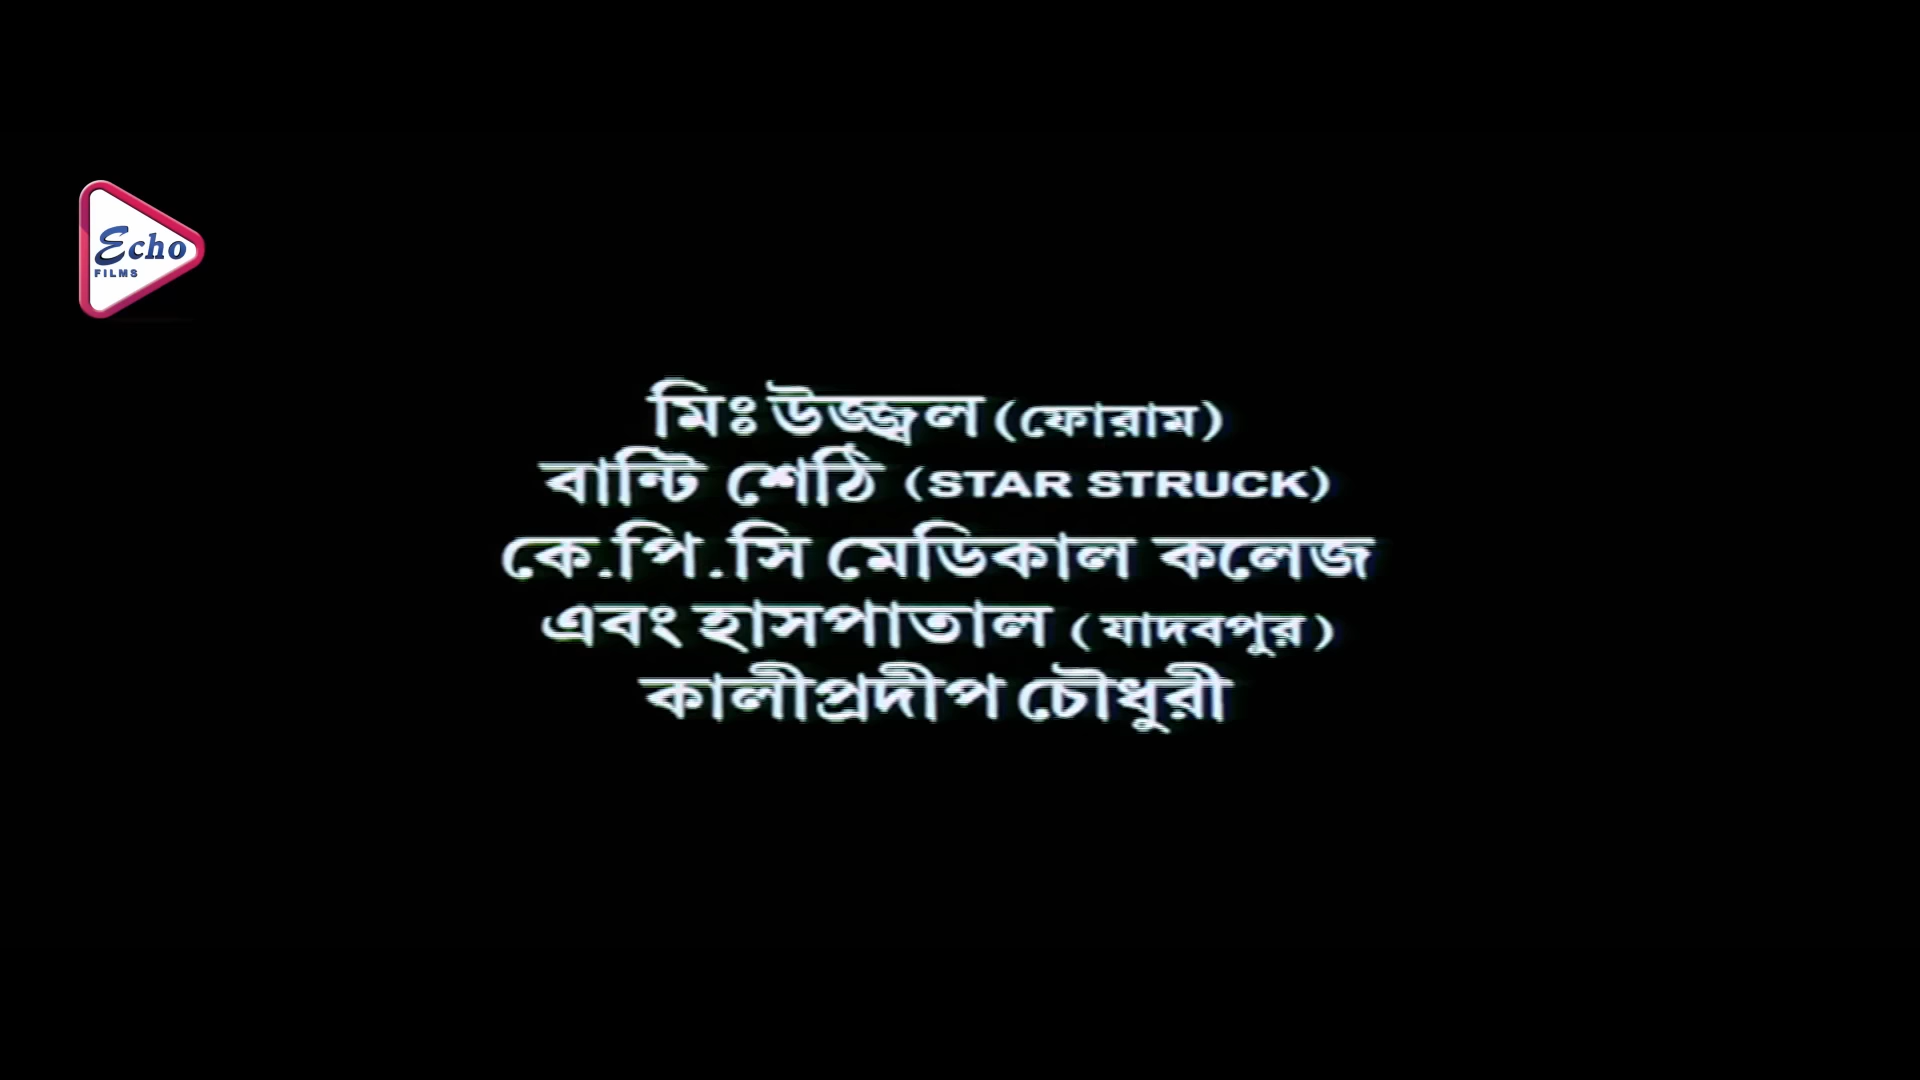 Echo
FILMS
মিঃ উজ্জ্বল (ফোরাম)
বান্টি শেঠি (STAR STRUCK)
কে.পি.সি মেডিকাল কলেজ
এবং হাসপাতাল (যাদবপুর)
কালীপ্রদীপ চৌধুরী